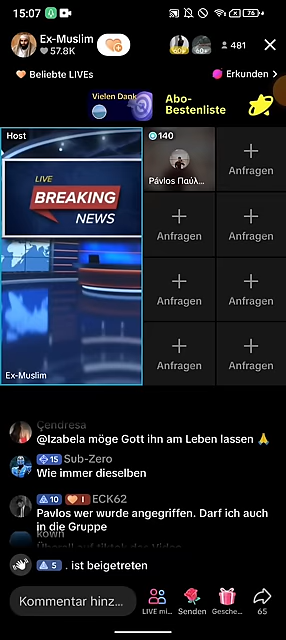 15:07
76
Ex-Muslim
57.8K
481
Beliebte LIVEs
Erkunden >
Vielen Dank
Abo-
Bestenliste
Host
140
LIVE
BREAKING
NEWS
Pávlos Παύλ...
Anfragen
Anfragen
Anfragen
Anfragen
Anfragen
Anfragen
Anfragen
Ex-Muslim
Çendresa
@Izabela möge Gott ihn am Leben lassen 🙏
15 Sub-Zero
Wie immer dieselben
10 I ECK62
Pavlos wer wurde angegriffen. Darf ich auch
in die Gruppe
kown
5 . ist beigetreten
Kommentar hinz...
LIVE mi...
Senden
Gesche...
65